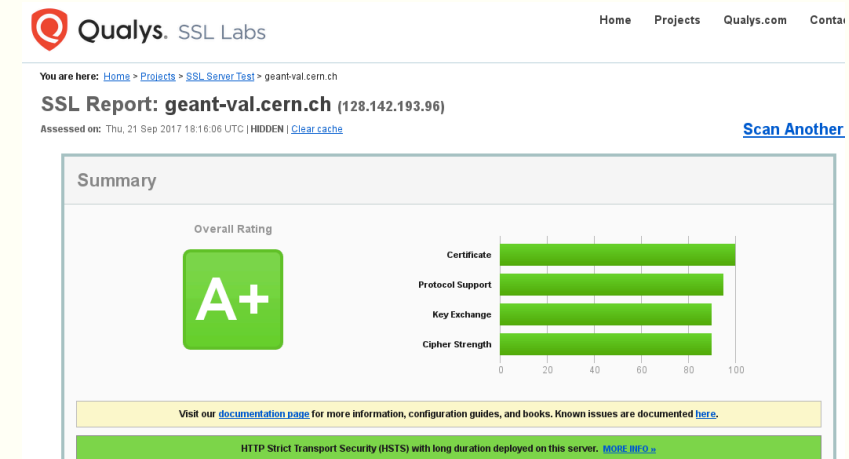 Qualys. SSL Labs
Home Projects Qualys.com
You are here: Home > Projects > SSL Server Test > geant-val.cern.ch
SSL Report: geant-val.cern.ch (128.142.193.96)
Assessed on: Thu, 21 Sep 2017 18:16:06 UTC | HIDDEN | Clear cache
Scan Another
Summary
Overall Rating
A+
Certificate
Protocol Support
Key Exchange
Cipher Strength
0 20 40 60 80 100
Visit our documentation page for more information, configuration guides, and books. Known issues are documented here.
HTTP Strict Transport Security (HSTS) with long duration deployed on this server. MORE INFO »